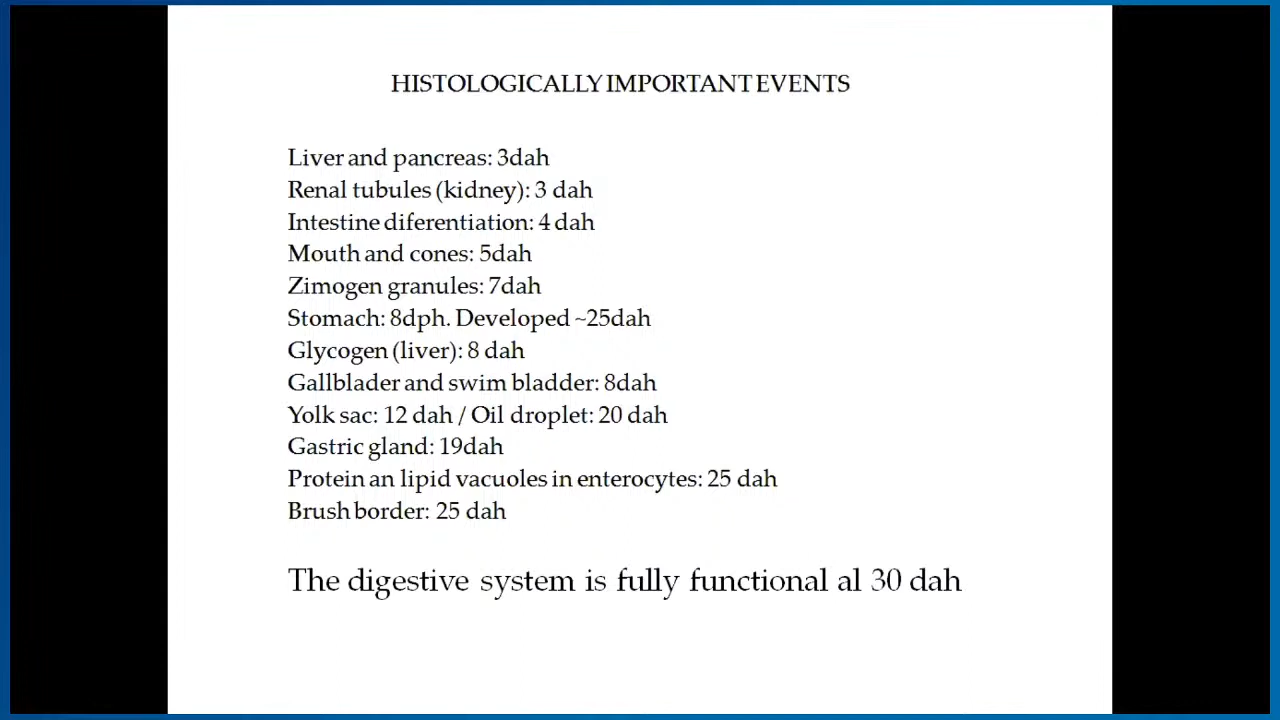 HISTOLOGICALLY IMPORTANT EVENTS
Liver and pancreas: 3dah
Renal tubules (kidney): 3 dah
Intestine diferentiation: 4 dah
Mouth and cones: 5dah
Zimogen granules: 7dah
Stomach: 8dph. Developed ~25dah
Glycogen (liver): 8 dah
Gallblader and swim bladder: 8dah
Yolk sac: 12 dah / Oil droplet: 20 dah
Gastric gland: 19dah
Protein an lipid vacuoles in enterocytes: 25 dah
Brush border: 25 dah
The digestive system is fully functional al 30 dah